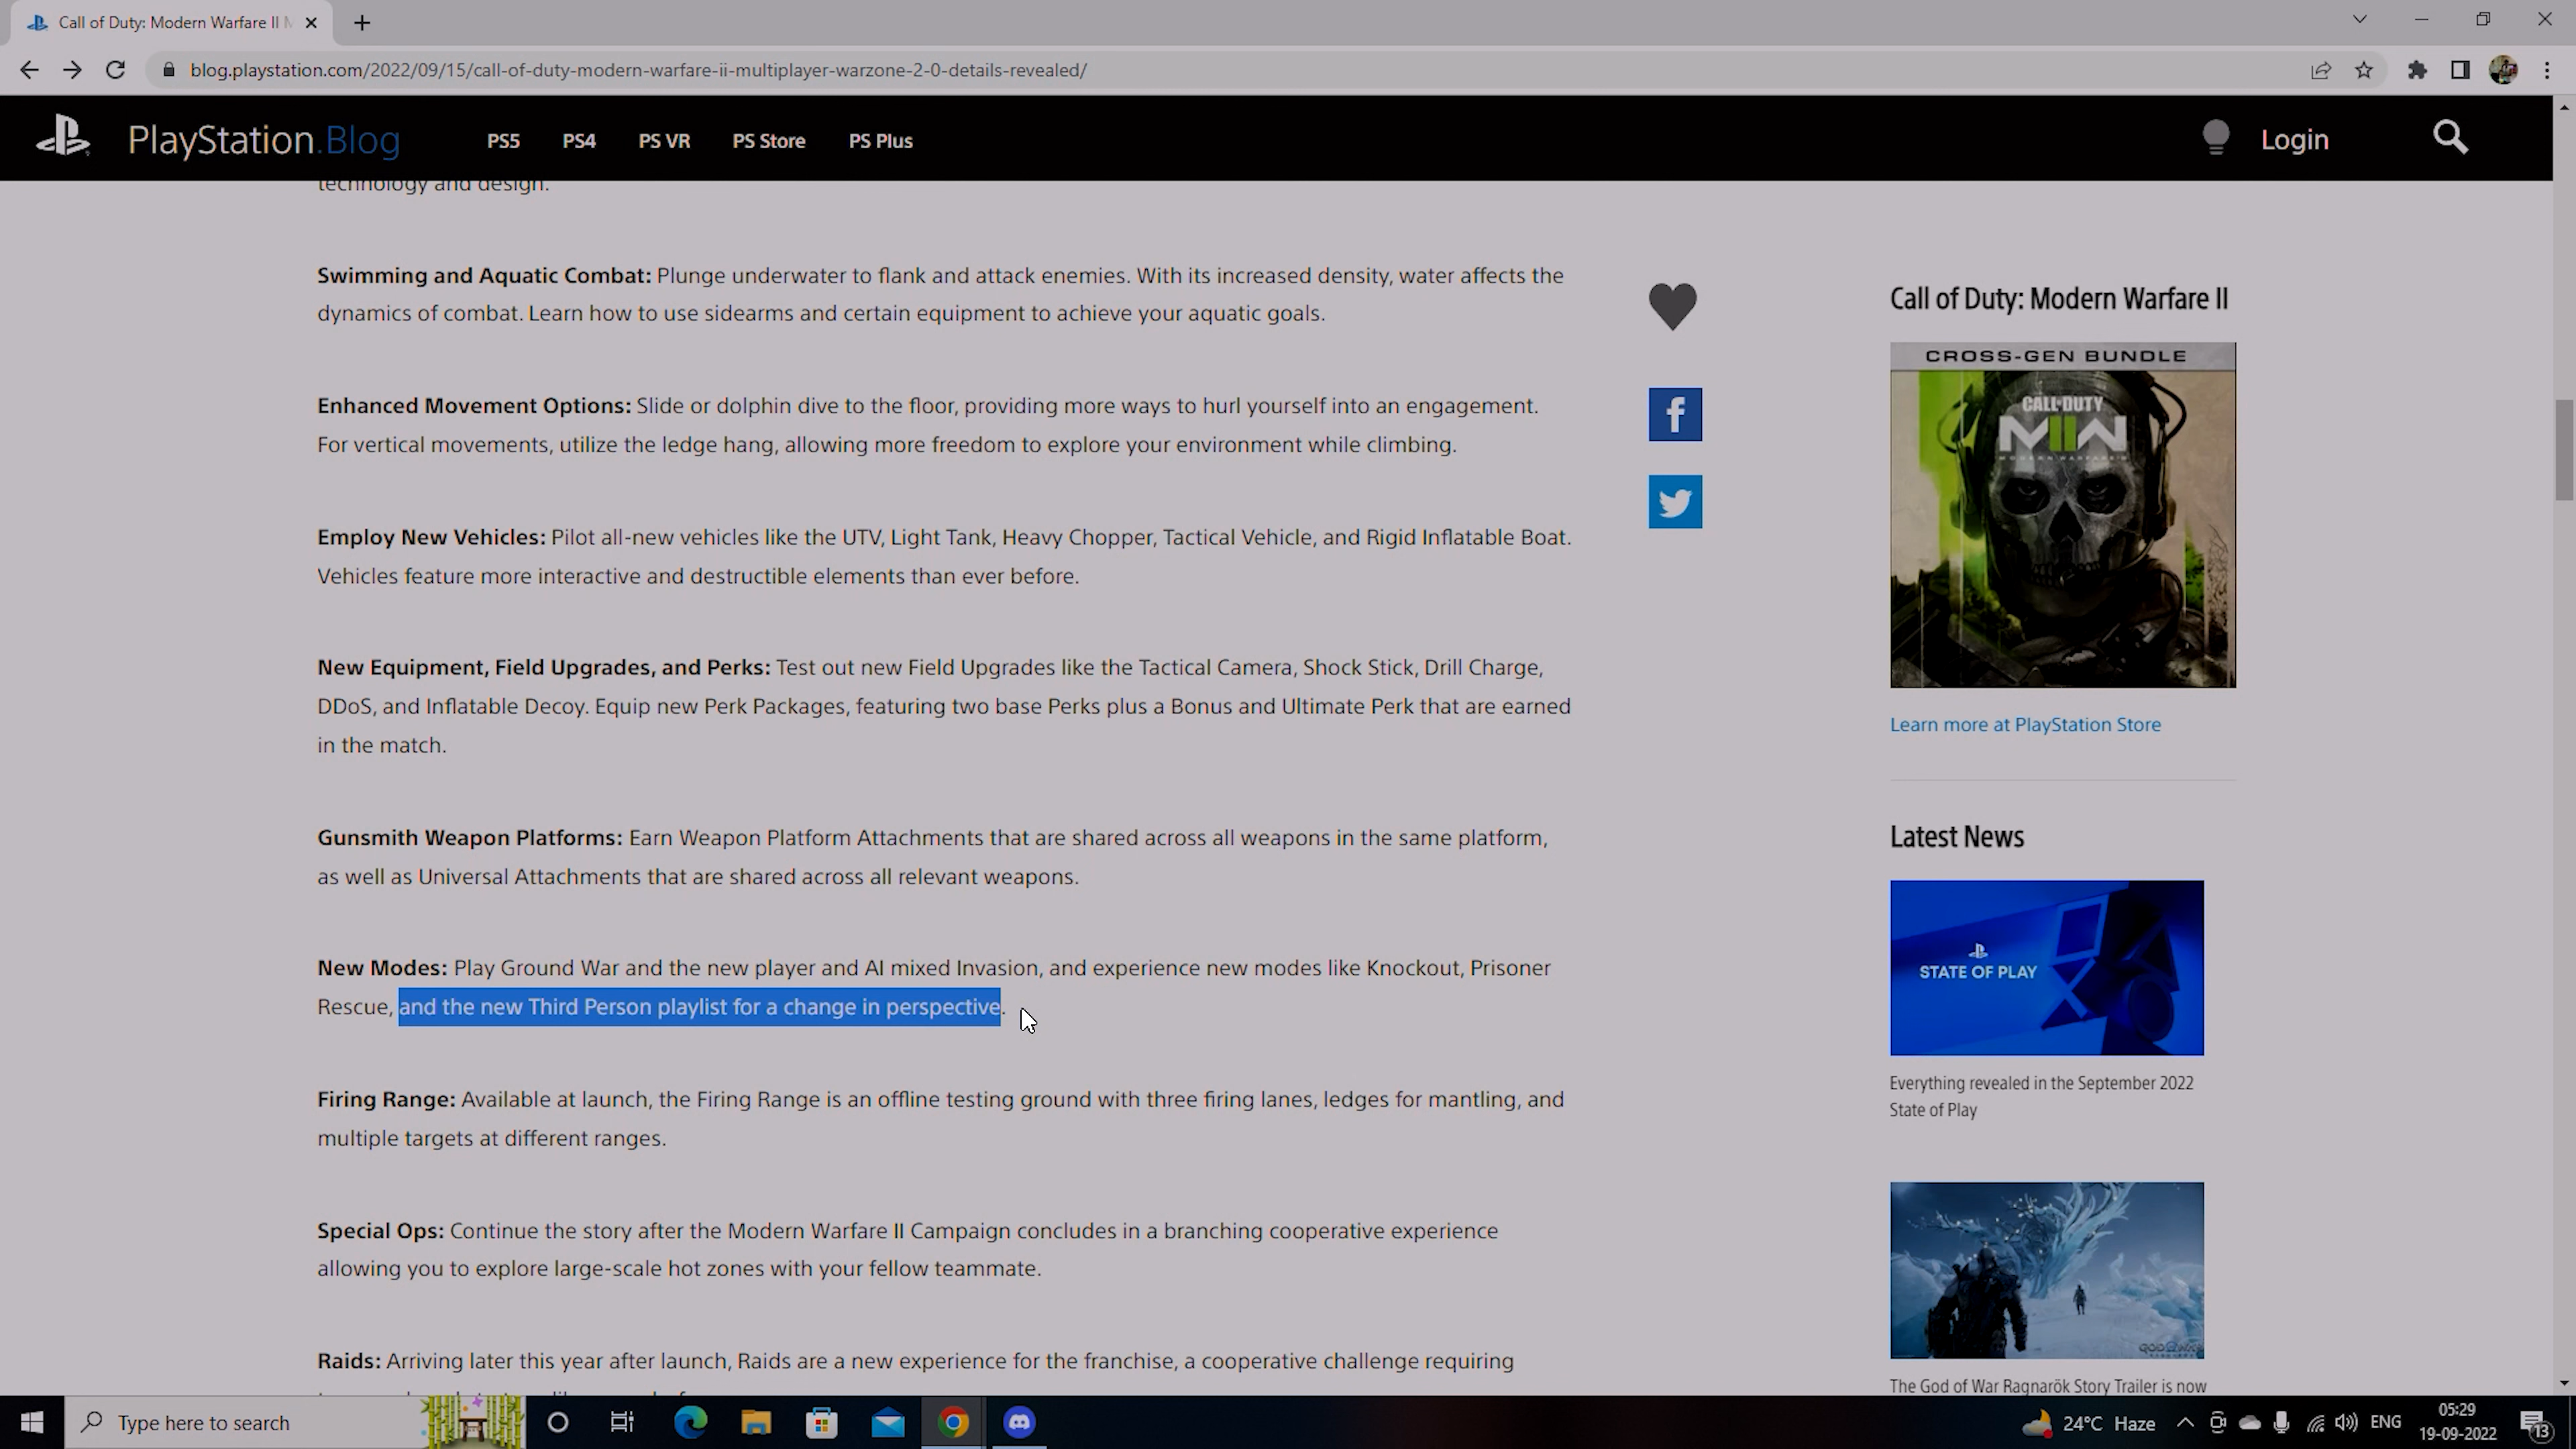 Call of Duty: Modern Warfare II M
blog.playstation.com/2022/09/15/call-of-duty-modern-warfare-ii-multiplayer-warzone-2-0-details-revealed/
PlayStation.Blog
PS5
PS4
PS VR
PS Store
PS Plus
Login
technology and design.
Swimming and Aquatic Combat: Plunge underwater to flank and attack enemies. With its increased density, water affects the
dynamics of combat. Learn how to use sidearms and certain equipment to achieve your aquatic goals.
Enhanced Movement Options: Slide or dolphin dive to the floor, providing more ways to hurl yourself into an engagement.
For vertical movements, utilize the ledge hang, allowing more freedom to explore your environment while climbing.
Employ New Vehicles: Pilot all-new vehicles like the UTV, Light Tank, Heavy Chopper, Tactical Vehicle, and Rigid Inflatable Boat.
Vehicles feature more interactive and destructible elements than ever before.
New Equipment, Field Upgrades, and Perks: Test out new Field Upgrades like the Tactical Camera, Shock Stick, Drill Charge,
DDoS, and Inflatable Decoy. Equip new Perk Packages, featuring two base Perks plus a Bonus and Ultimate Perk that are earned
in the match.
Gunsmith Weapon Platforms: Earn Weapon Platform Attachments that are shared across all weapons in the same platform,
as well as Universal Attachments that are shared across all relevant weapons.
New Modes: Play Ground War and the new player and AI mixed Invasion, and experience new modes like Knockout, Prisoner
Rescue, and the new Third Person playlist for a change in perspective.
Firing Range: Available at launch, the Firing Range is an offline testing ground with three firing lanes, ledges for mantling, and
multiple targets at different ranges.
Special Ops: Continue the story after the Modern Warfare II Campaign concludes in a branching cooperative experience
allowing you to explore large-scale hot zones with your fellow teammate.
Raids: Arriving later this year after launch, Raids are a new experience for the franchise, a cooperative challenge requiring
Call of Duty: Modern Warfare II
CROSS-GEN BUNDLE
CALL OF DUTY
MWII
MODERN WARFARE
Learn more at PlayStation Store
Latest News
STATE OF PLAY
Everything revealed in the September 2022
State of Play
The God of War Ragnarök Story Trailer is now
Type here to search
24°C Haze
ENG
05:29
19-09-2022
13